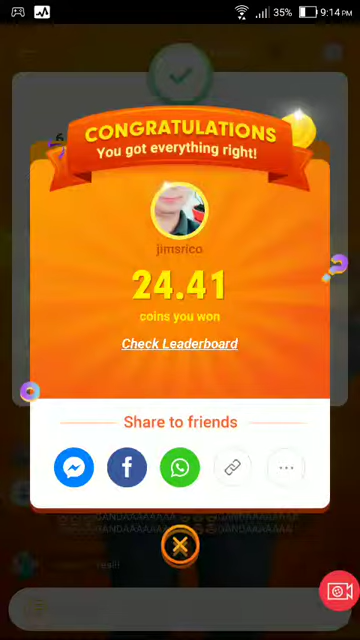 35% 9:14 PM
CONGRATULATIONS
You got everything right!
jimsrico
24.41
coins you won
Check Leaderboard
Share to friends